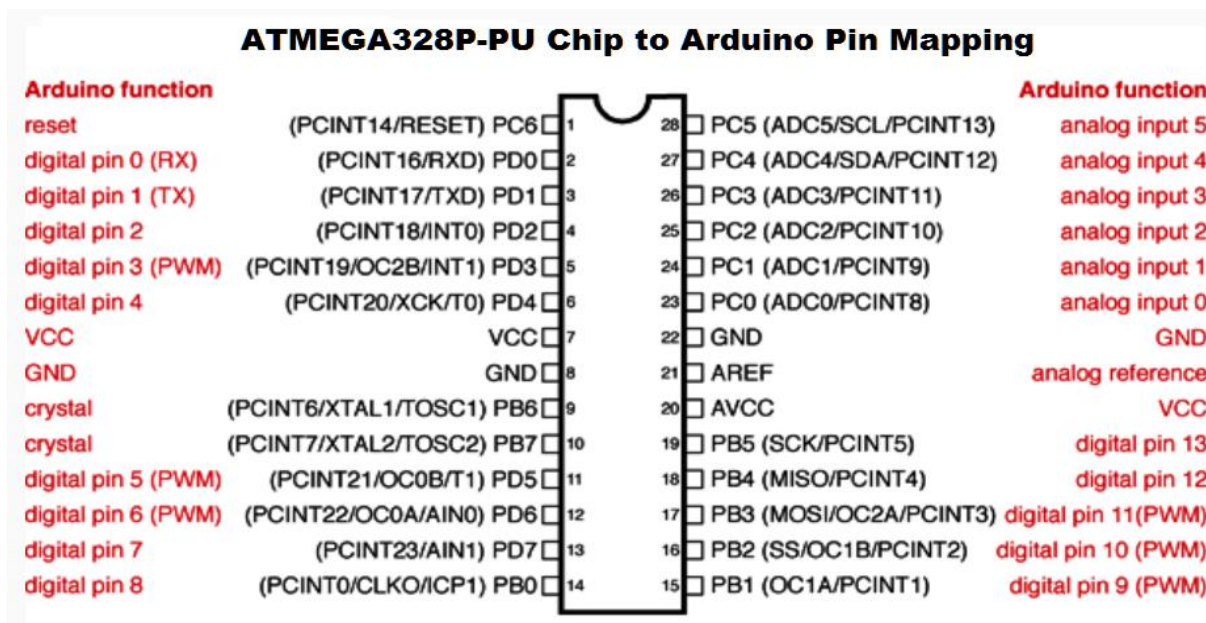 ATMEGA328P-PU Chip to Arduino Pin Mapping
Arduino function Arduino function
reset (PCINT14/RESET) PC6 1 28 PC5 (ADC5/SCL/PCINT13) analog input 5
digital pin 0 (RX) (PCINT16/RXD) PD0 2 27 PC4 (ADC4/SDA/PCINT12) analog input 4
digital pin 1 (TX) (PCINT17/TXD) PD1 3 26 PC3 (ADC3/PCINT11) analog input 3
digital pin 2 (PCINT18/INT0) PD2 4 25 PC2 (ADC2/PCINT10) analog input 2
digital pin 3 (PWM) (PCINT19/OC2B/INT1) PD3 5 24 PC1 (ADC1/PCINT9) analog input 1
digital pin 4 (PCINT20/XCK/T0) PD4 6 23 PC0 (ADC0/PCINT8) analog input 0
VCC VCC 7 22 GND GND
GND GND 8 21 AREF analog reference
crystal (PCINT6/XTAL1/TOSC1) PB6 9 20 AVCC VCC
crystal (PCINT7/XTAL2/TOSC2) PB7 10 19 PB5 (SCK/PCINT5) digital pin 13
digital pin 5 (PWM) (PCINT21/OC0B/T1) PD5 11 18 PB4 (MISO/PCINT4) digital pin 12
digital pin 6 (PWM) (PCINT22/OC0A/AIN0) PD6 12 17 PB3 (MOSI/OC2A/PCINT3) digital pin 11(PWM)
digital pin 7 (PCINT23/AIN1) PD7 13 16 PB2 (SS/OC1B/PCINT2) digital pin 10 (PWM)
digital pin 8 (PCINT0/CLKO/ICP1) PB0 14 15 PB1 (OC1A/PCINT1) digital pin 9 (PWM)